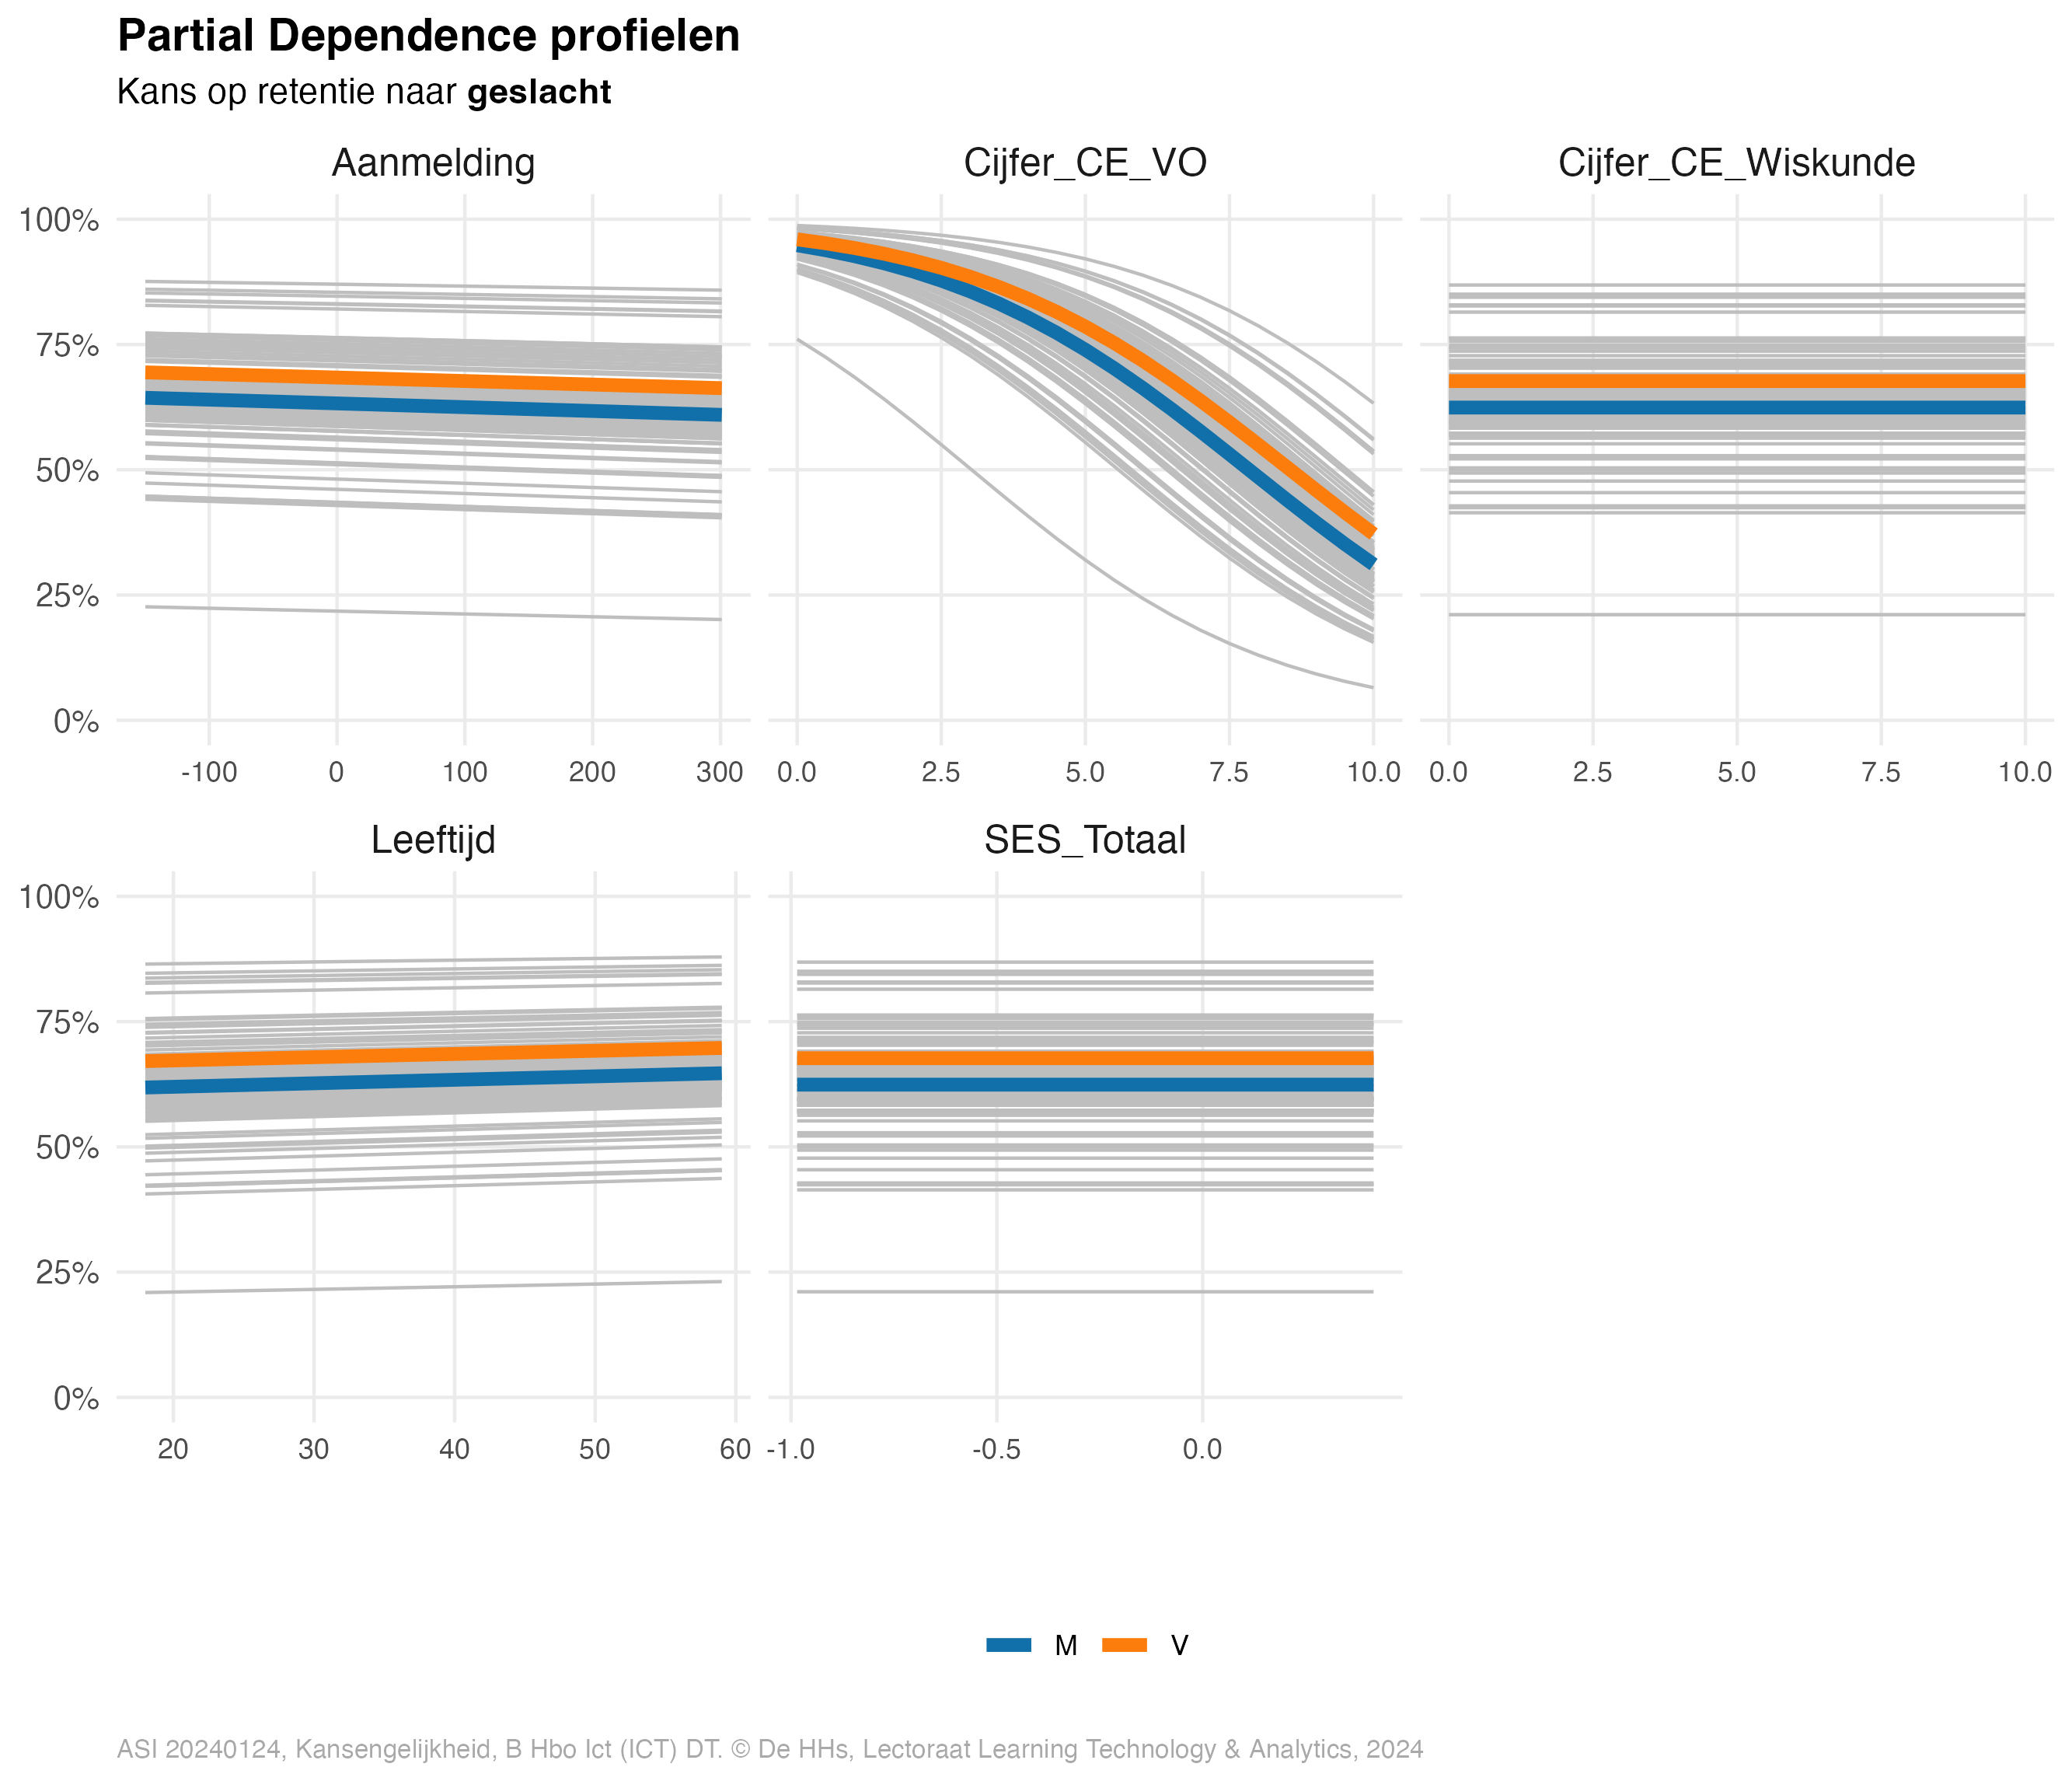 Partial Dependence profielen
Kans op retentie naar geslacht
Aanmelding
Cijfer_CE_VO
Cijfer_CE_Wiskunde
100%
75%
50%
25%
0%
-100 0 100 200 300
0.0 2.5 5.0 7.5 10.0
0.0 2.5 5.0 7.5 10.0
Leeftijd
SES_Totaal
100%
75%
50%
25%
0%
20 30 40 50 60
-1.0 -0.5 0.0
M V
ASI 20240124, Kansengelijkheid, B Hbo Ict (ICT) DT. © De HHs, Lectoraat Learning Technology & Analytics, 2024